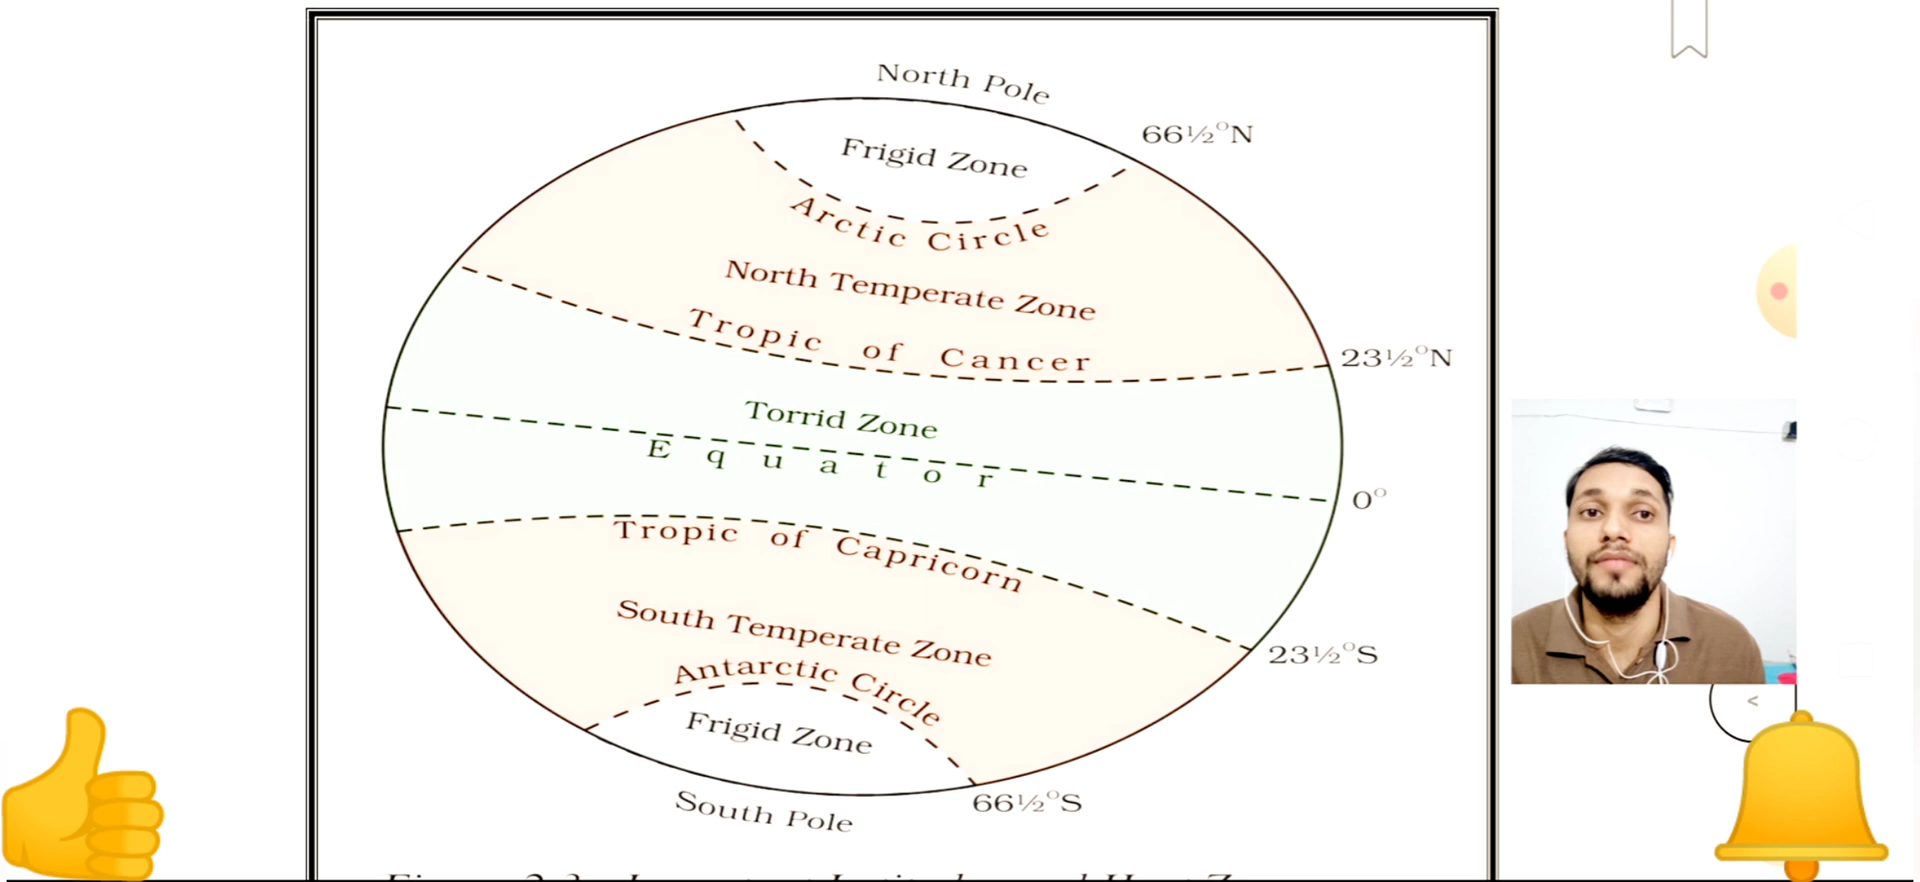 North Pole
66½°N
Frigid Zone
Arctic Circle
North Temperate Zone
Tropic of Cancer
23½°N
Torrid Zone
Equator
0°
Tropic of Capricorn
South Temperate Zone
23½°S
Antarctic Circle
Frigid Zone
66½°S
South Pole